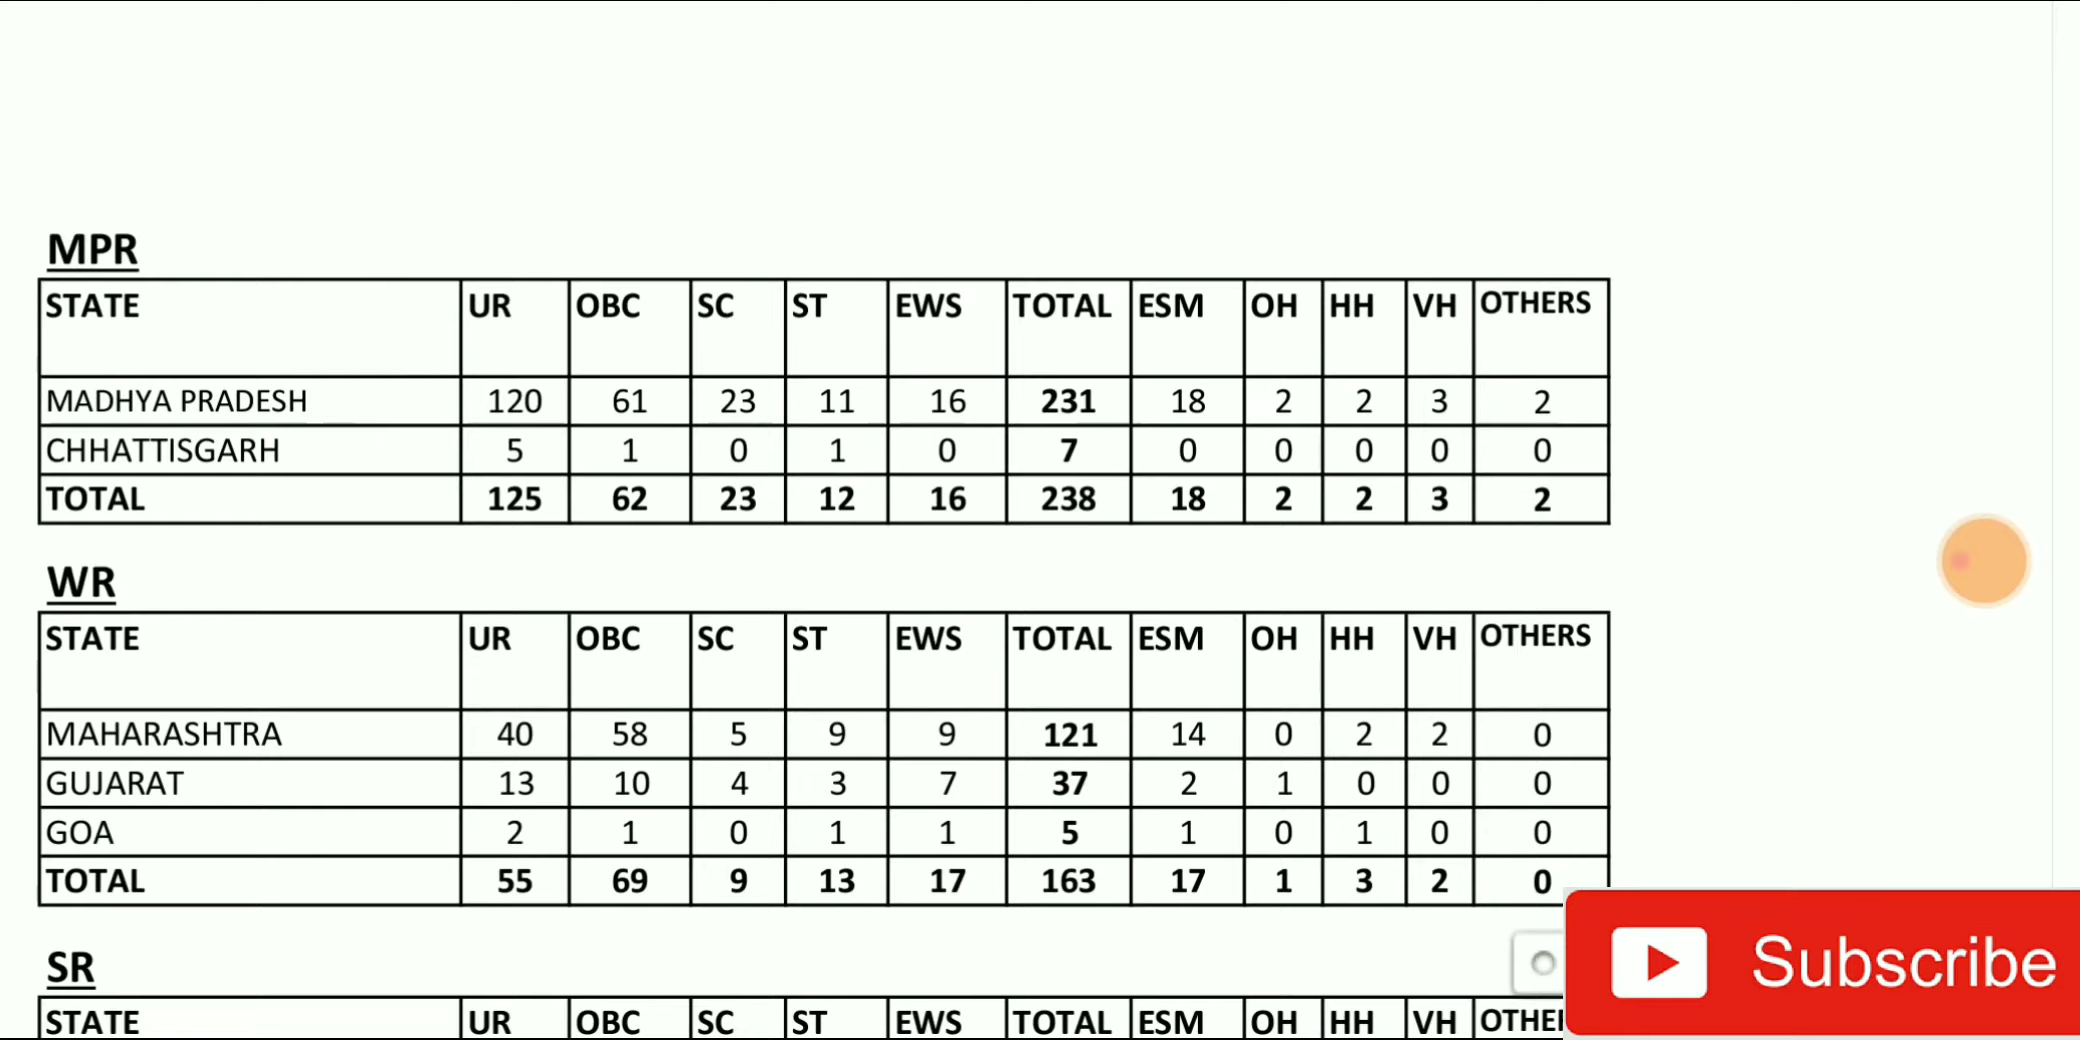 MPR
STATE UR OBC SC ST EWS TOTAL ESM OH HH VH OTHERS
MADHYA PRADESH 120 61 23 11 16 231 18 2 2 3 2
CHHATTISGARH 5 1 0 1 0 7 0 0 0 0 0
TOTAL 125 62 23 12 16 238 18 2 2 3 2
WR
STATE UR OBC SC ST EWS TOTAL ESM OH HH VH OTHERS
MAHARASHTRA 40 58 5 9 9 121 14 0 2 2 0
GUJARAT 13 10 4 3 7 37 2 1 0 0 0
GOA 2 1 0 1 1 5 1 0 1 0 0
TOTAL 55 69 9 13 17 163 17 1 3 2 0
SR
STATE UR OBC SC ST EWS TOTAL ESM OH HH VH
Subscribe